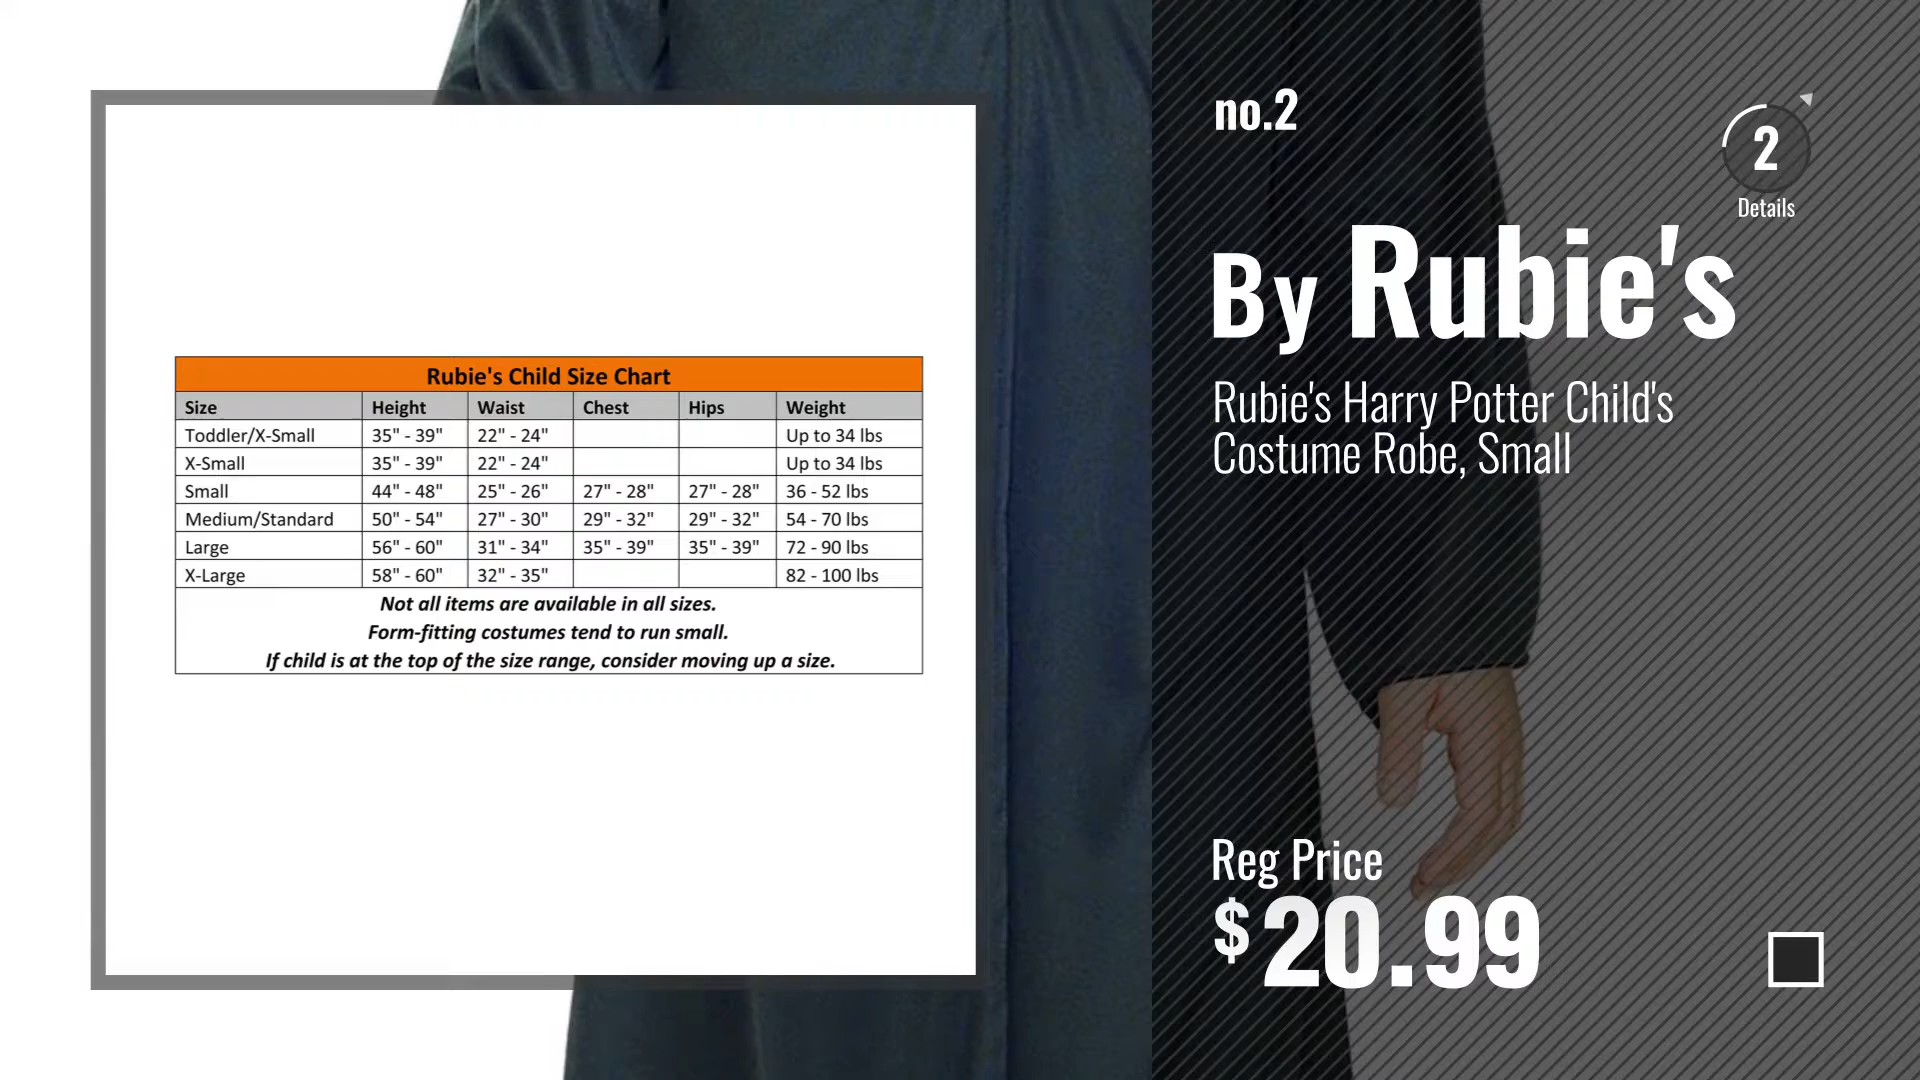 Rubie's Child Size Chart
Size Height Waist Chest Hips Weight
Toddler/X-Small 35" - 39" 22" - 24" Up to 34 lbs
X-Small 35" - 39" 22" - 24" Up to 34 lbs
Small 44" - 48" 25" - 26" 27" - 28" 27" - 28" 36 - 52 lbs
Medium/Standard 50" - 54" 27" - 30" 29" - 32" 29" - 32" 54 - 70 lbs
Large 56" - 60" 31" - 34" 35" - 39" 35" - 39" 72 - 90 lbs
X-Large 58" - 60" 32" - 35" 82 - 100 lbs
Not all items are available in all sizes.
Form-fitting costumes tend to run small.
If child is at the top of the size range, consider moving up a size.
no.2
2
Details
By Rubie's
Rubie's Harry Potter Child's
Costume Robe, Small
Reg Price
$20.99